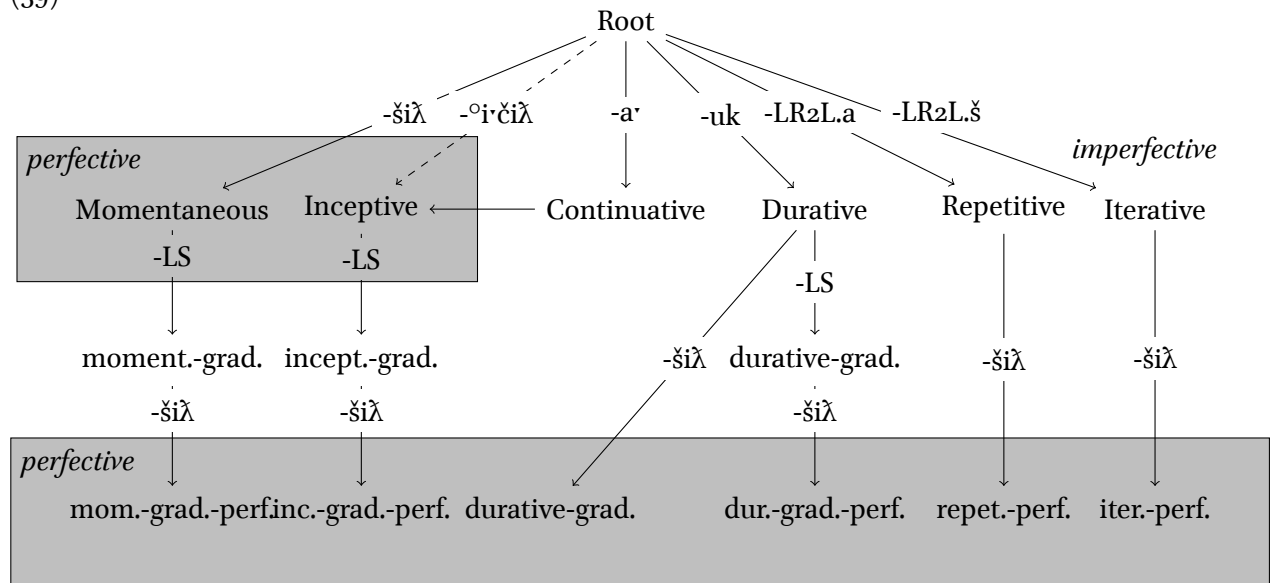 (39)
Root
-šiƛ -°iˑčiƛ -aˑ -uk -LR2L.a -LR2L.š
perfective imperfective
Momentaneous Inceptive Continuative Durative Repetitive Iterative
-LS -LS
-LS
moment.-grad. incept.-grad. -šiƛ durative-grad. -šiƛ -šiƛ
-šiƛ -šiƛ -šiƛ
perfective
mom.-grad.-perf. inc.-grad.-perf. durative-grad. dur.-grad.-perf. repet.-perf. iter.-perf.